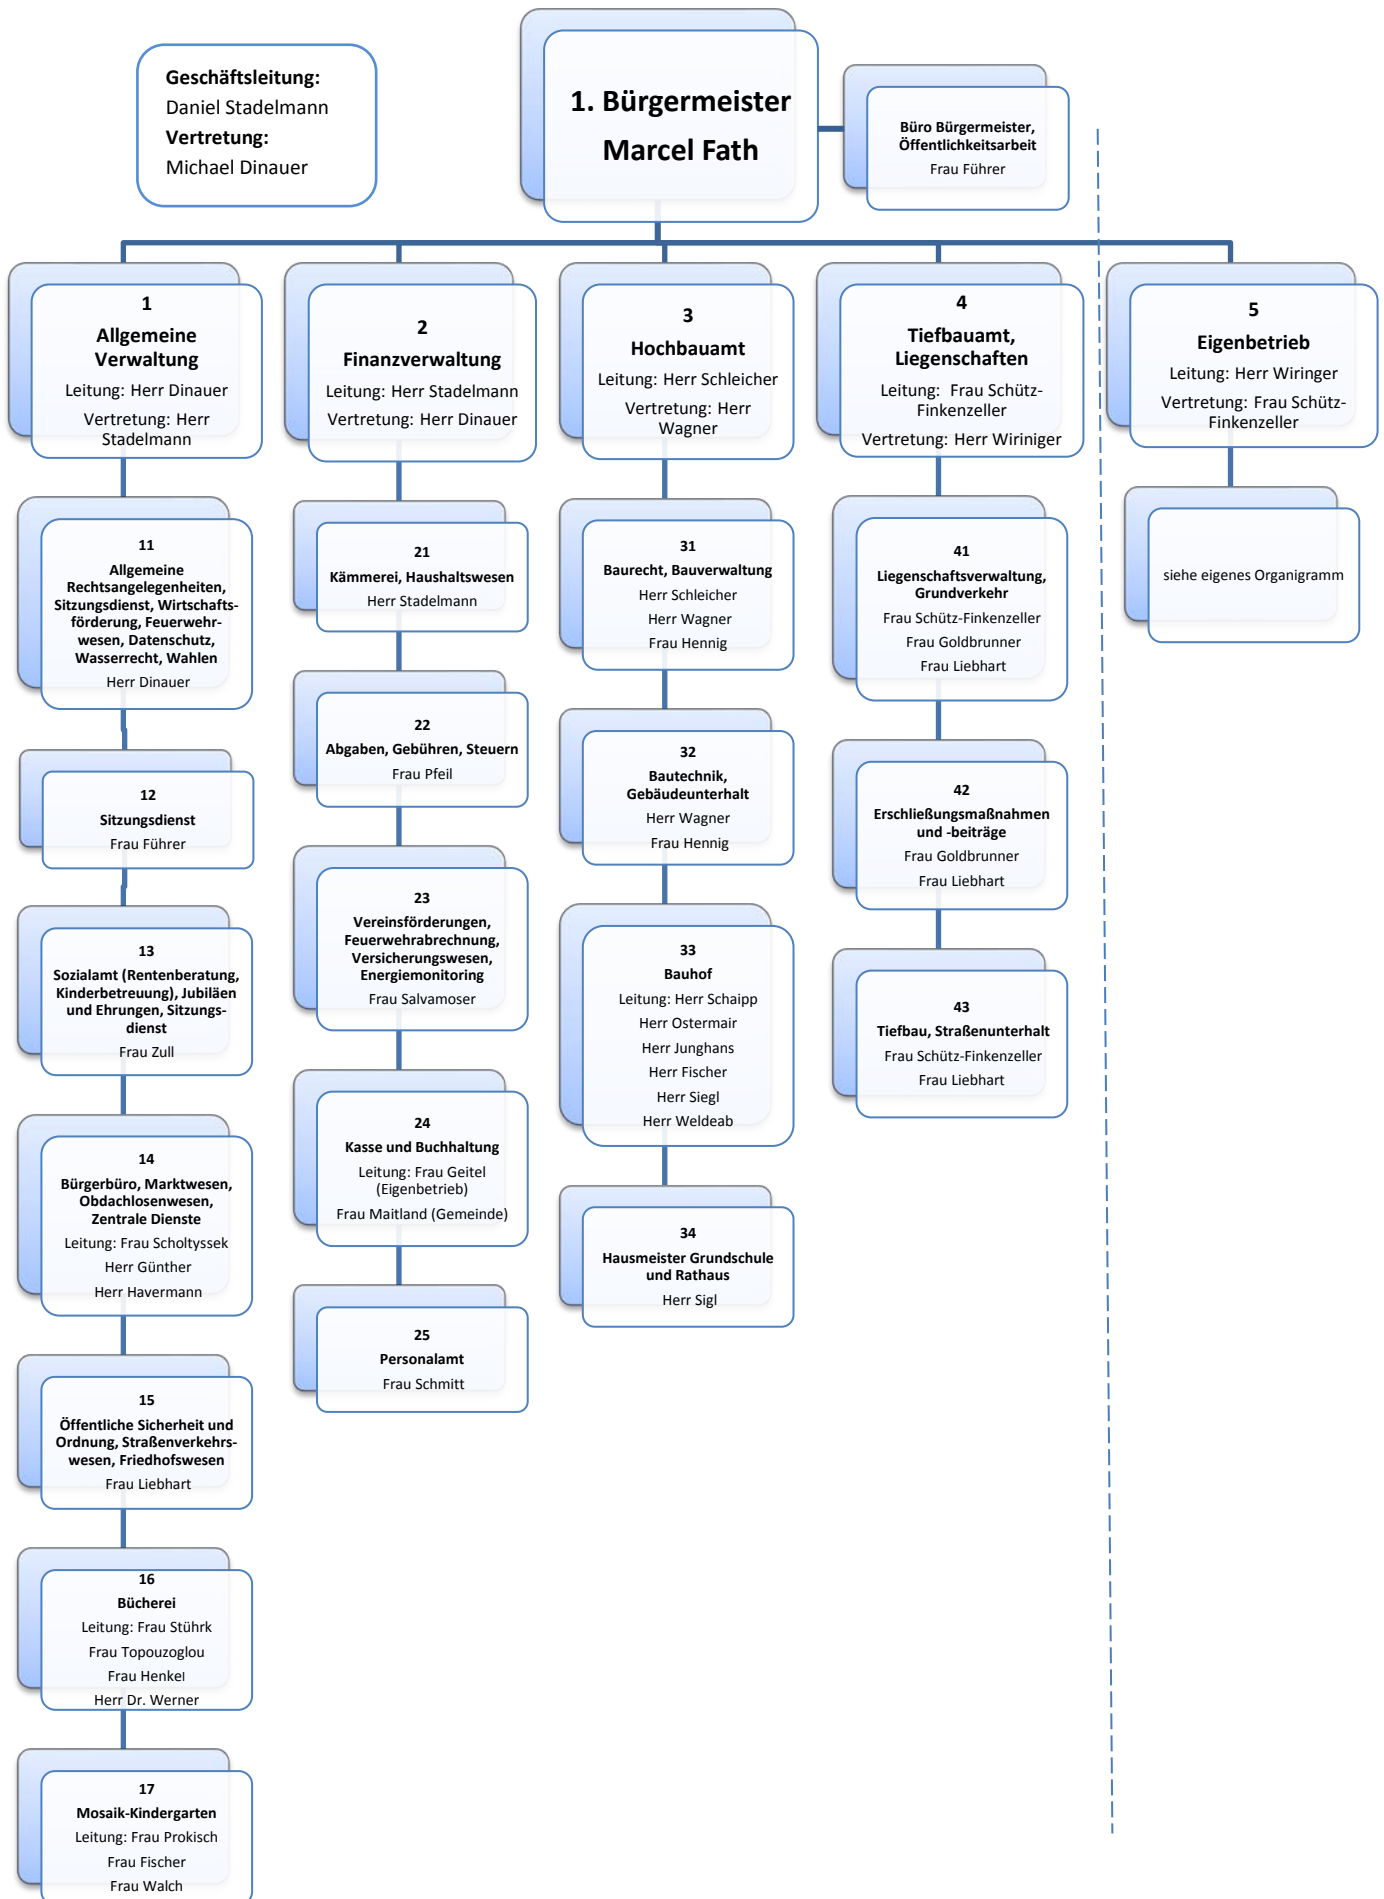 Geschäftsleitung:
Daniel Stadelmann
Vertretung:
Michael Dinauer
1. Bürgermeister
Marcel Fath
Büro Bürgermeister,
Öffentlichkeitsarbeit
Frau Führer
1
Allgemeine
Verwaltung
Leitung: Herr Dinauer
Vertretung: Herr
Stadelmann
11
Allgemeine
Rechtsangelegenheiten,
Sitzungsdienst, Wirtschafts-
förderung, Feuerwehr-
wesen, Datenschutz,
Wasserrecht, Wahlen
Herr Dinauer
12
Sitzungsdienst
Frau Führer
13
Sozialamt (Rentenberatung,
Kinderbetreuung), Jubiläen
und Ehrungen, Sitzungs-
dienst
Frau Zull
14
Bürgerbüro, Marktwesen,
Obdachlosenwesen,
Zentrale Dienste
Leitung: Frau Scholtyssek
Herr Günther
Herr Havermann
15
Öffentliche Sicherheit und
Ordnung, Straßenverkehrs-
wesen, Friedhofswesen
Frau Liebhart
16
Bücherei
Leitung: Frau Stührk
Frau Topouzoglou
Frau Henkel
Herr Dr. Werner
17
Mosaik-Kindergarten
Leitung: Frau Prokisch
Frau Fischer
Frau Walch
2
Finanzverwaltung
Leitung: Herr Stadelmann
Vertretung: Herr Dinauer
21
Kämmerei, Haushaltswesen
Herr Stadelmann
22
Abgaben, Gebühren, Steuern
Frau Pfeil
23
Vereinsförderungen,
Feuerwehrabrechnung,
Versicherungswesen,
Energiemonitoring
Frau Salvamoser
24
Kasse und Buchhaltung
Leitung: Frau Geitel
(Eigenbetrieb)
Frau Maitland (Gemeinde)
25
Personalamt
Frau Schmitt
3
Hochbauamt
Leitung: Herr Schleicher
Vertretung: Herr
Wagner
31
Baurecht, Bauverwaltung
Herr Schleicher
Herr Wagner
Frau Hennig
32
Bautechnik,
Gebäudeunterhalt
Herr Wagner
Frau Hennig
33
Bauhof
Leitung: Herr Schaipp
Herr Ostermair
Herr Junghans
Herr Fischer
Herr Siegl
Herr Weldeab
34
Hausmeister Grundschule
und Rathaus
Herr Sigl
4
Tiefbauamt,
Liegenschaften
Leitung: Frau Schütz-
Finkenzeller
Vertretung: Herr Wiriniger
41
Liegenschaftsverwaltung,
Grundverkehr
Frau Schütz-Finkenzeller
Frau Goldbrunner
Frau Liebhart
42
Erschließungsmaßnahmen
und -beiträge
Frau Goldbrunner
Frau Liebhart
43
Tiefbau, Straßenunterhalt
Frau Schütz-Finkenzeller
Frau Liebhart
5
Eigenbetrieb
Leitung: Herr Wiringer
Vertretung: Frau Schütz-
Finkenzeller
siehe eigenes Organigramm